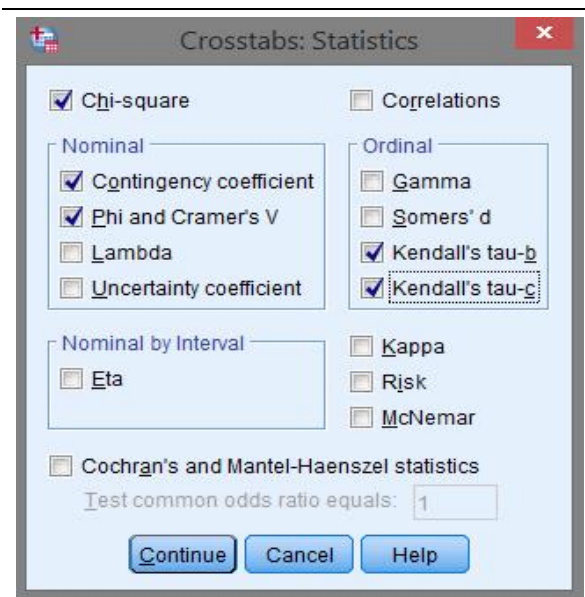 Crosstabs: Statistics
Chi-square
Correlations
Nominal
Contingency coefficient
Phi and Cramer's V
Lambda
Uncertainty coefficient
Ordinal
Gamma
Somers' d
Kendall's tau-b
Kendall's tau-c
Nominal by Interval
Eta
Kappa
Risk
McNemar
Cochran's and Mantel-Haenszel statistics
Test common odds ratio equals: 1
Continue Cancel Help